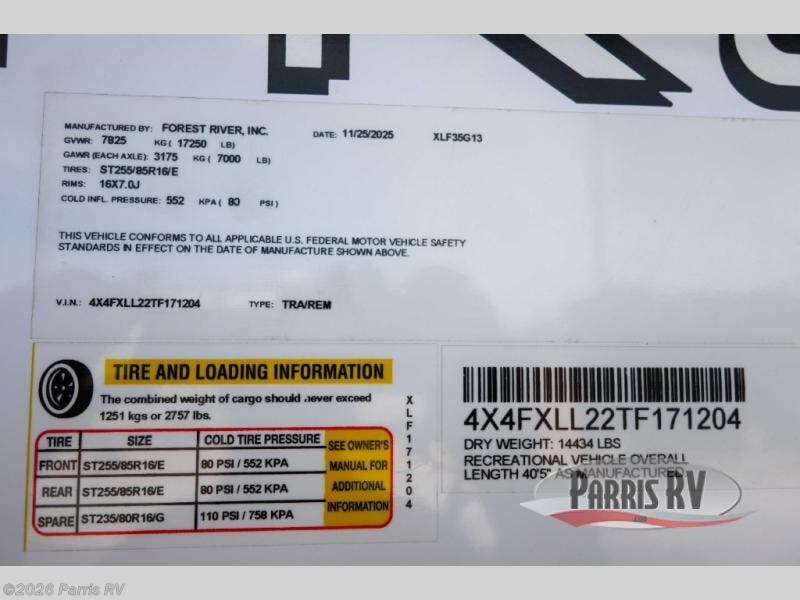 MANUFACTURED BY: FOREST RIVER, INC. DATE: 11/25/2025 XLF35G13
GVWR: 7825 KG ( 17250 LB)
GAWR (EACH AXLE): 3175 KG ( 7000 LB)
TIRES: ST255/85R16/E
RIMS: 16X7.0J
COLD INFL. PRESSURE: 552 KPA ( 80 PSI)
THIS VEHICLE CONFORMS TO ALL APPLICABLE U.S. FEDERAL MOTOR VEHICLE SAFETY
STANDARDS IN EFFECT ON THE DATE OF MANUFACTURE SHOWN ABOVE.
V.I.N.: 4X4FXLL22TF171204 TYPE: TRA/REM
TIRE AND LOADING INFORMATION
The combined weight of cargo should never exceed
1251 kgs or 2757 lbs.
TIRE SIZE COLD TIRE PRESSURE
FRONT ST255/85R16/E 80 PSI / 552 KPA
REAR ST255/85R16/E 80 PSI / 552 KPA
SPARE ST235/80R16/G 110 PSI / 758 KPA
SEE OWNER'S
MANUAL FOR
ADDITIONAL
INFORMATION
XLF171204
4X4FXLL22TF171204
DRY WEIGHT: 14434 LBS
RECREATIONAL VEHICLE OVERALL
LENGTH 40'5" AS MANUFACTURED
PARRIS RV
©2026 Parris RV